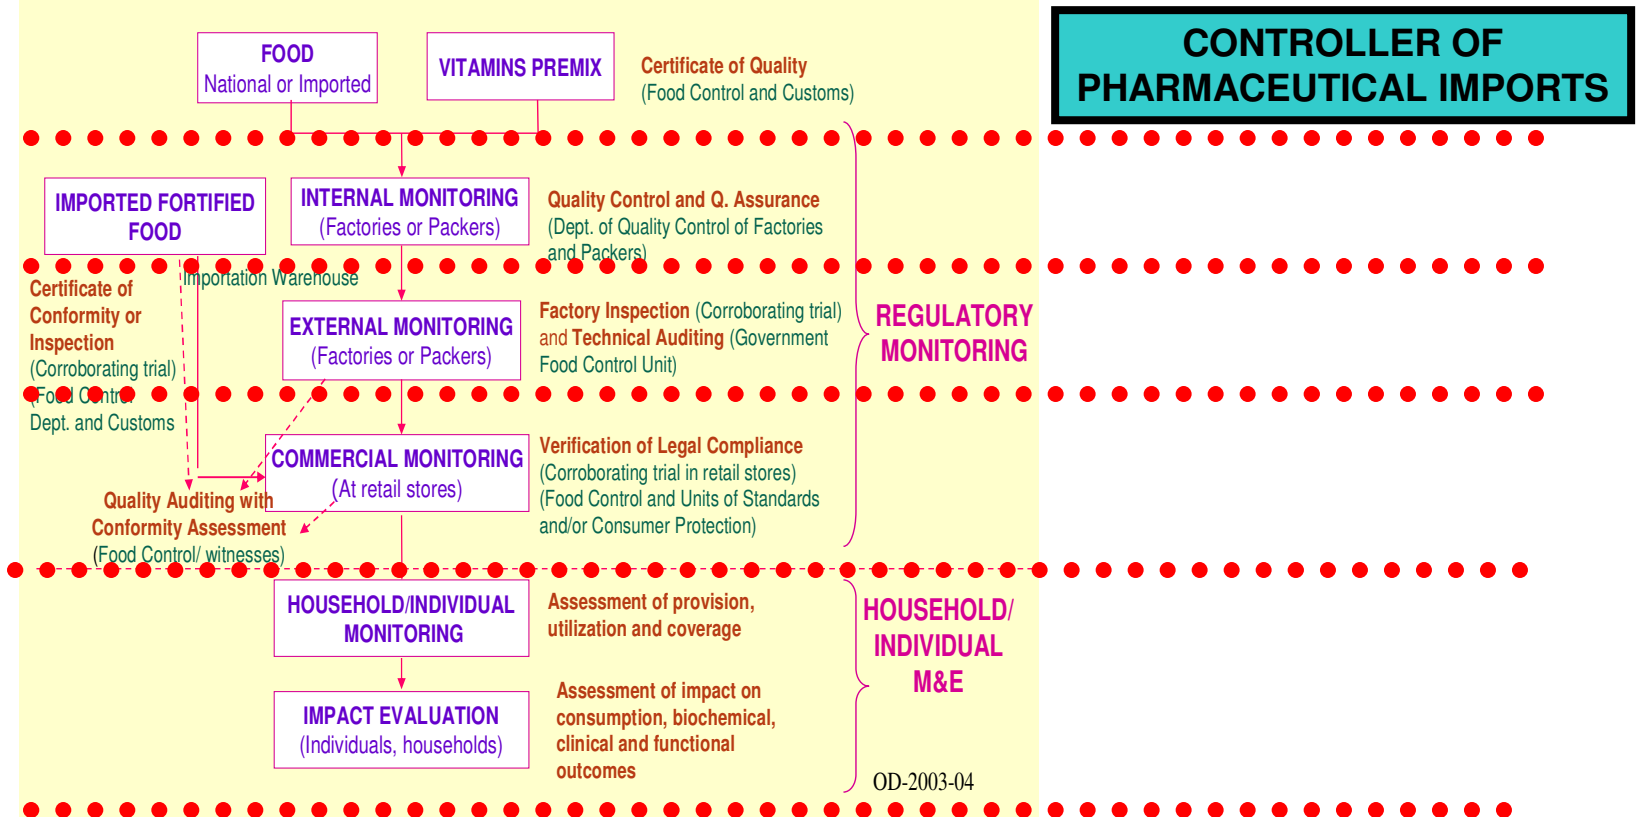 CONTROLLER OF
PHARMACEUTICAL IMPORTS
FOOD
National or Imported
VITAMINS PREMIX
Certificate of Quality
(Food Control and Customs)
IMPORTED FORTIFIED
FOOD
INTERNAL MONITORING
(Factories or Packers)
Quality Control and Q. Assurance
(Dept. of Quality Control of Factories
and Packers)
Importation Warehouse
Certificate of
Conformity or
Inspection
(Corroborating trial)
(Food Control
Dept. and Customs
EXTERNAL MONITORING
(Factories or Packers)
Factory Inspection (Corroborating trial)
and Technical Auditing (Government
Food Control Unit)
REGULATORY
MONITORING
COMMERCIAL MONITORING
(At retail stores)
Verification of Legal Compliance
(Corroborating trial in retail stores)
(Food Control and Units of Standards
and/or Consumer Protection)
Quality Auditing with
Conformity Assessment
(Food Control/ witnesses)
HOUSEHOLD/INDIVIDUAL
MONITORING
Assessment of provision,
utilization and coverage
HOUSEHOLD/
INDIVIDUAL
M&E
IMPACT EVALUATION
(Individuals, households)
Assessment of impact on
consumption, biochemical,
clinical and functional
outcomes
OD-2003-04